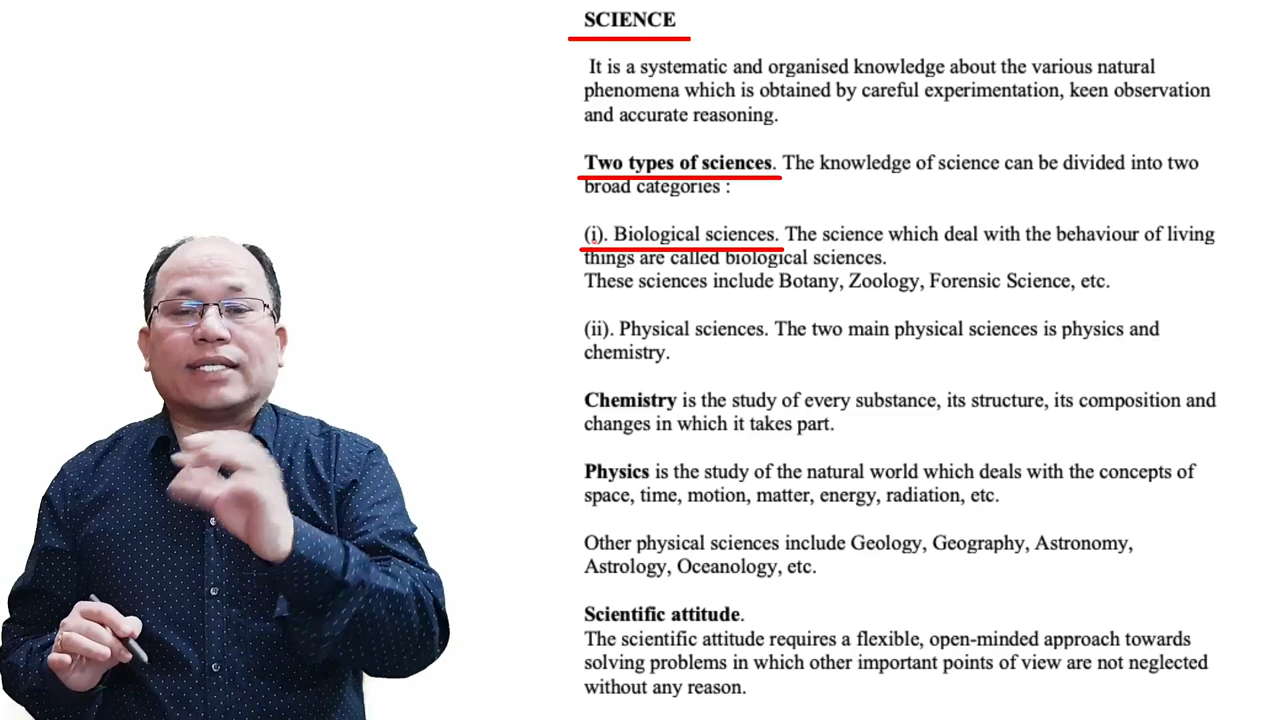 SCIENCE
It is a systematic and organised knowledge about the various natural
phenomena which is obtained by careful experimentation, keen observation
and accurate reasoning.
Two types of sciences. The knowledge of science can be divided into two
broad categories :
(i). Biological sciences. The science which deal with the behaviour of living
things are called biological sciences.
These sciences include Botany, Zoology, Forensic Science, etc.
(ii). Physical sciences. The two main physical sciences is physics and
chemistry.
Chemistry is the study of every substance, its structure, its composition and
changes in which it takes part.
Physics is the study of the natural world which deals with the concepts of
space, time, motion, matter, energy, radiation, etc.
Other physical sciences include Geology, Geography, Astronomy,
Astrology, Oceanology, etc.
Scientific attitude.
The scientific attitude requires a flexible, open-minded approach towards
solving problems in which other important points of view are not neglected
without any reason.